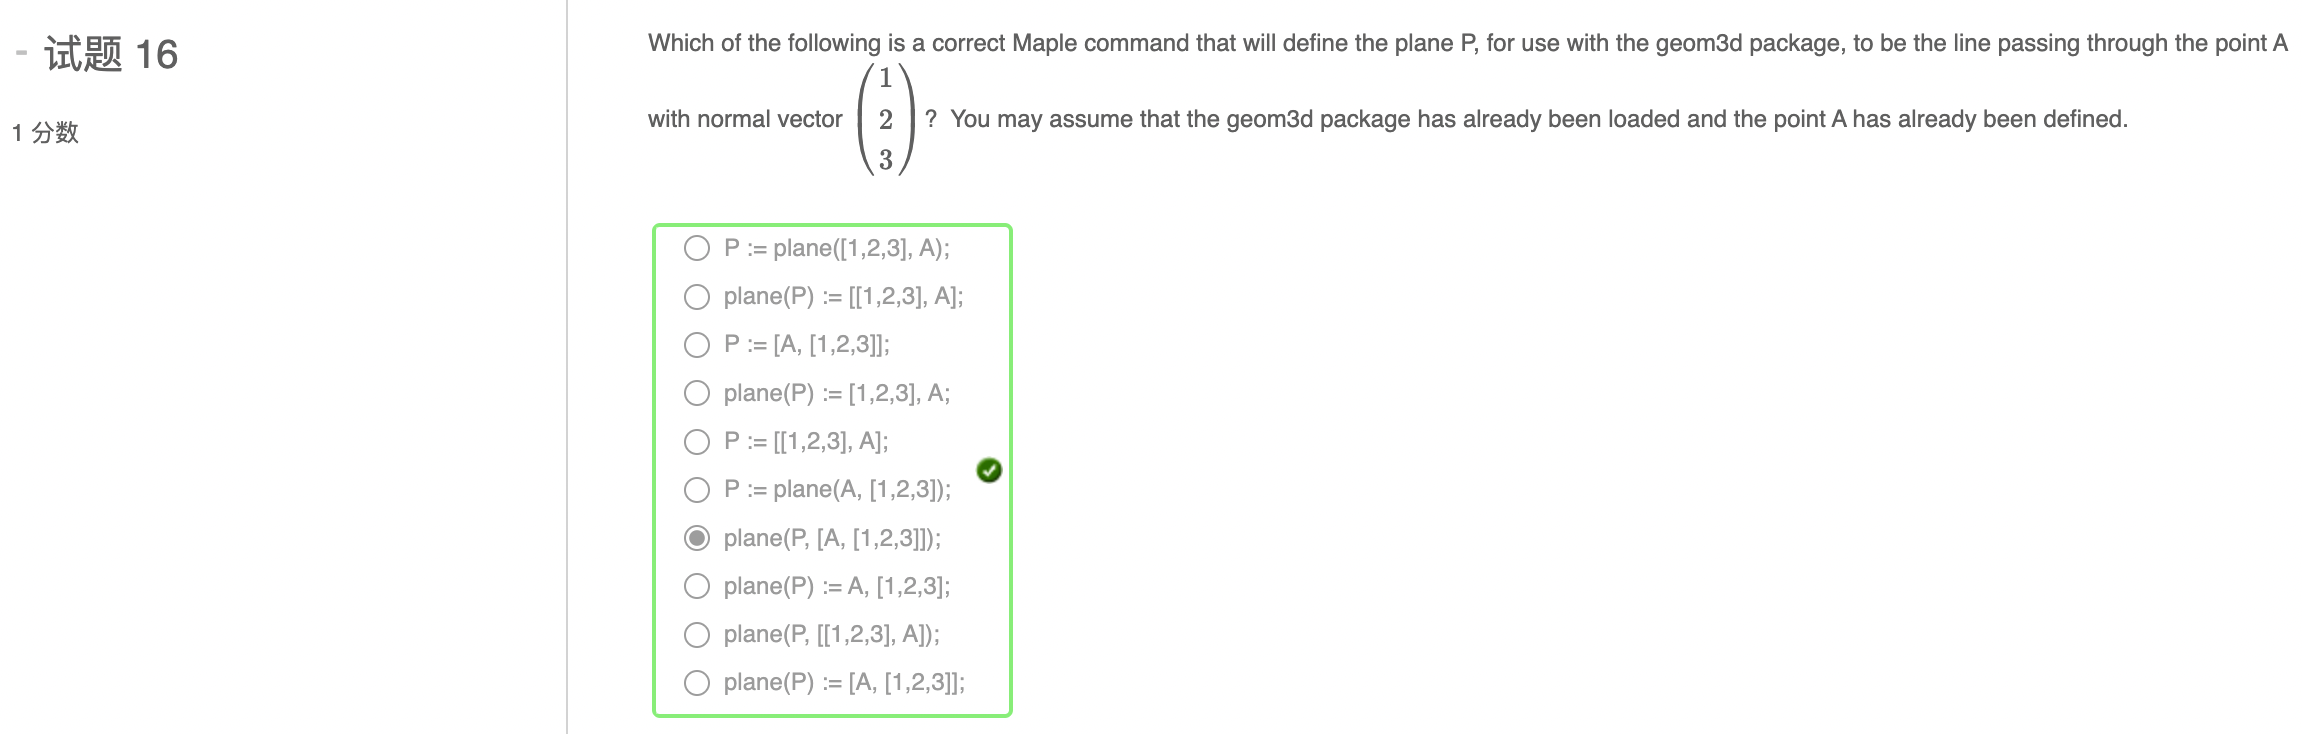 - 试题 16
1 分数
Which of the following is a correct Maple command that will define the plane P, for use with the geom3d package, to be the line passing through the point A
with normal vector (1 2 3)? You may assume that the geom3d package has already been loaded and the point A has already been defined.
P := plane([1,2,3], A);
plane(P) := [[1,2,3], A];
P := [A, [1,2,3]];
plane(P) := [1,2,3], A;
P := [[1,2,3], A];
P := plane(A, [1,2,3]);
plane(P, [A, [1,2,3]]);
plane(P) := A, [1,2,3];
plane(P, [[1,2,3], A]);
plane(P) := [A, [1,2,3]];